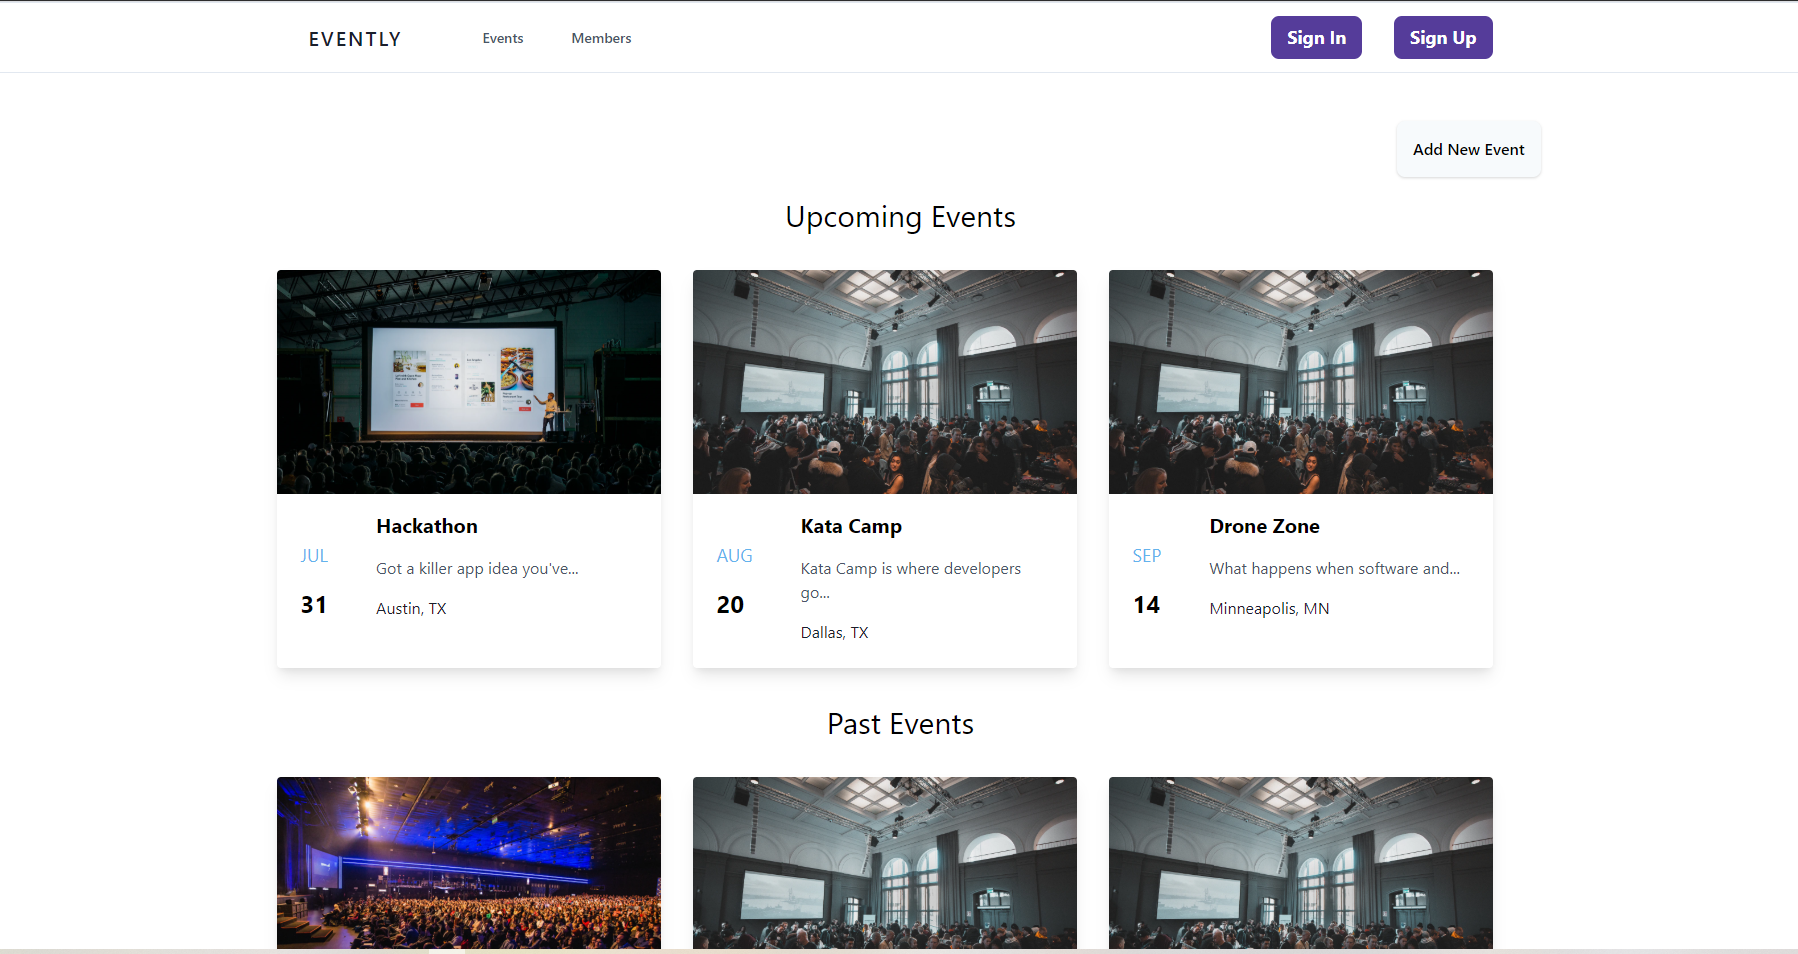 EVENTLY Events Members Sign In Sign Up
Add New Event
Upcoming Events
Hackathon
JUL
31
Got a killer app idea you've...
Austin, TX
Kata Camp
AUG
20
Kata Camp is where developers
go...
Dallas, TX
Drone Zone
SEP
14
What happens when software and...
Minneapolis, MN
Past Events